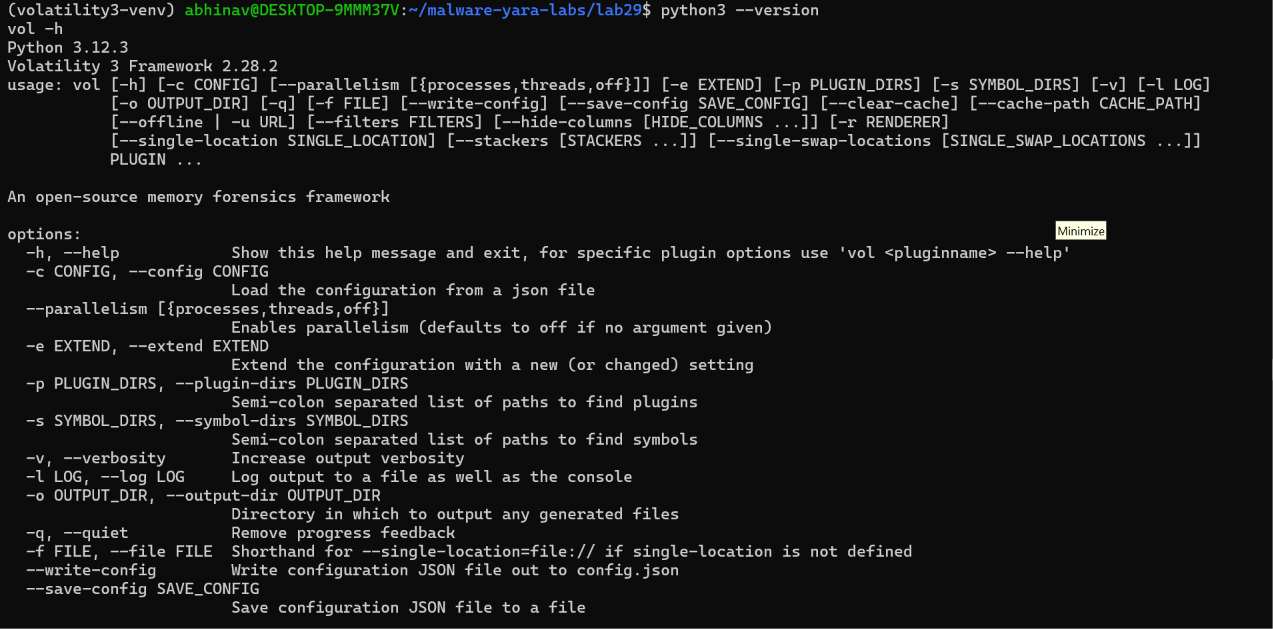 (volatility3-venv) abhinav@DESKTOP-9MMM37V:~/malware-yara-labs/lab29$ python3 --version
vol -h
Python 3.12.3
Volatility 3 Framework 2.28.2
usage: vol [-h] [-c CONFIG] [--parallelism [{processes,threads,off}]] [-e EXTEND] [-p PLUGIN_DIRS] [-s SYMBOL_DIRS] [-v] [-l LOG]
           [-o OUTPUT_DIR] [-q] [-f FILE] [--write-config] [--save-config SAVE_CONFIG] [--clear-cache] [--cache-path CACHE_PATH]
           [--offline | -u URL] [--filters FILTERS] [--hide-columns [HIDE_COLUMNS ...]] [-r RENDERER]
           [--single-location SINGLE_LOCATION] [--stackers [STACKERS ...]] [--single-swap-locations [SINGLE_SWAP_LOCATIONS ...]]
           PLUGIN ...

An open-source memory forensics framework

options:
Minimize
  -h, --help            Show this help message and exit, for specific plugin options use 'vol <pluginname> --help'
  -c CONFIG, --config CONFIG
                        Load the configuration from a json file
  --parallelism [{processes,threads,off}]
                        Enables parallelism (defaults to off if no argument given)
  -e EXTEND, --extend EXTEND
                        Extend the configuration with a new (or changed) setting
  -p PLUGIN_DIRS, --plugin-dirs PLUGIN_DIRS
                        Semi-colon separated list of paths to find plugins
  -s SYMBOL_DIRS, --symbol-dirs SYMBOL_DIRS
                        Semi-colon separated list of paths to find symbols
  -v, --verbosity       Increase output verbosity
  -l LOG, --log LOG     Log output to a file as well as the console
  -o OUTPUT_DIR, --output-dir OUTPUT_DIR
                        Directory in which to output any generated files
  -q, --quiet           Remove progress feedback
  -f FILE, --file FILE  Shorthand for --single-location=file:// if single-location is not defined
  --write-config        Write configuration JSON file out to config.json
  --save-config SAVE_CONFIG
                        Save configuration JSON file to a file